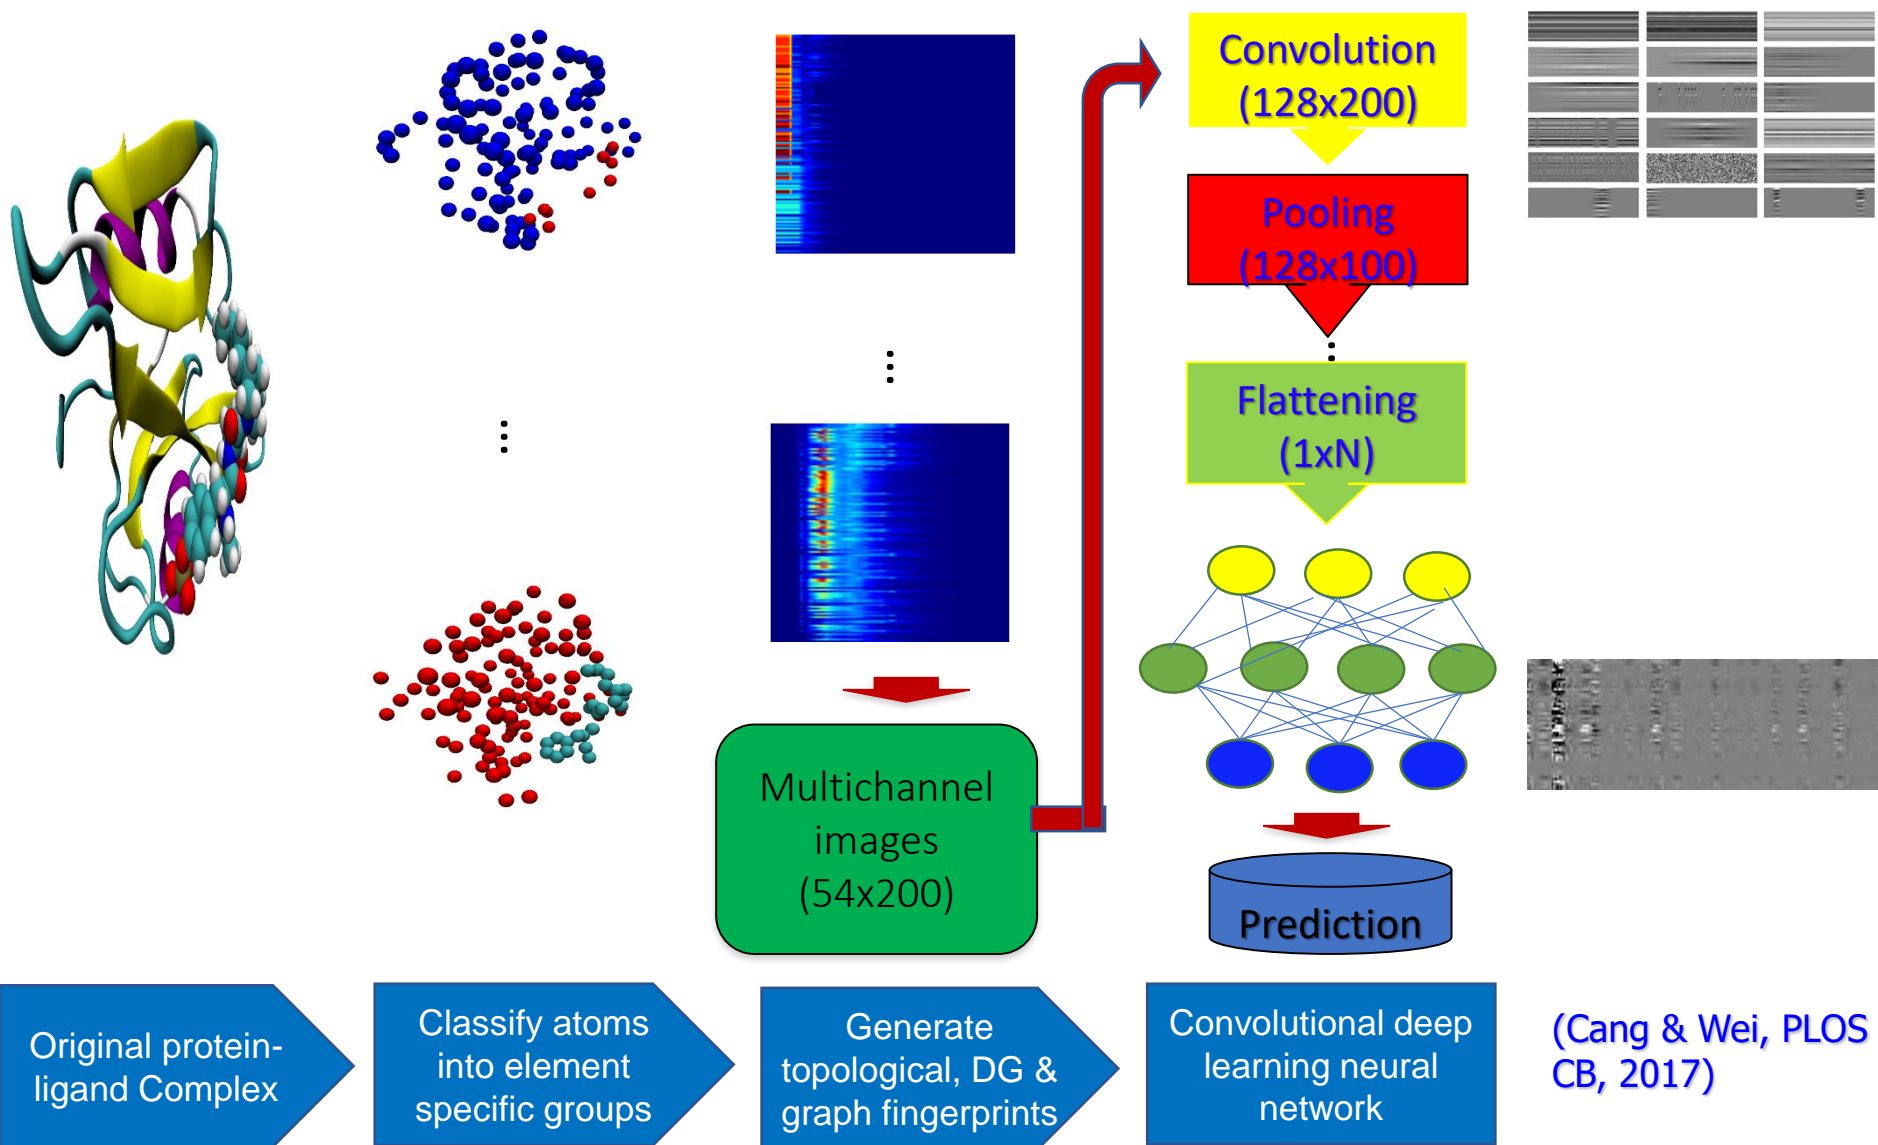 Convolution
(128x200)
Pooling
(128x100)
Flattening
(1xN)
Multichannel
images
(54x200)
Prediction
Original protein-
ligand Complex
Classify atoms
into element
specific groups
Generate
topological, DG &
graph fingerprints
Convolutional deep
learning neural
network
(Cang & Wei, PLOS
CB, 2017)